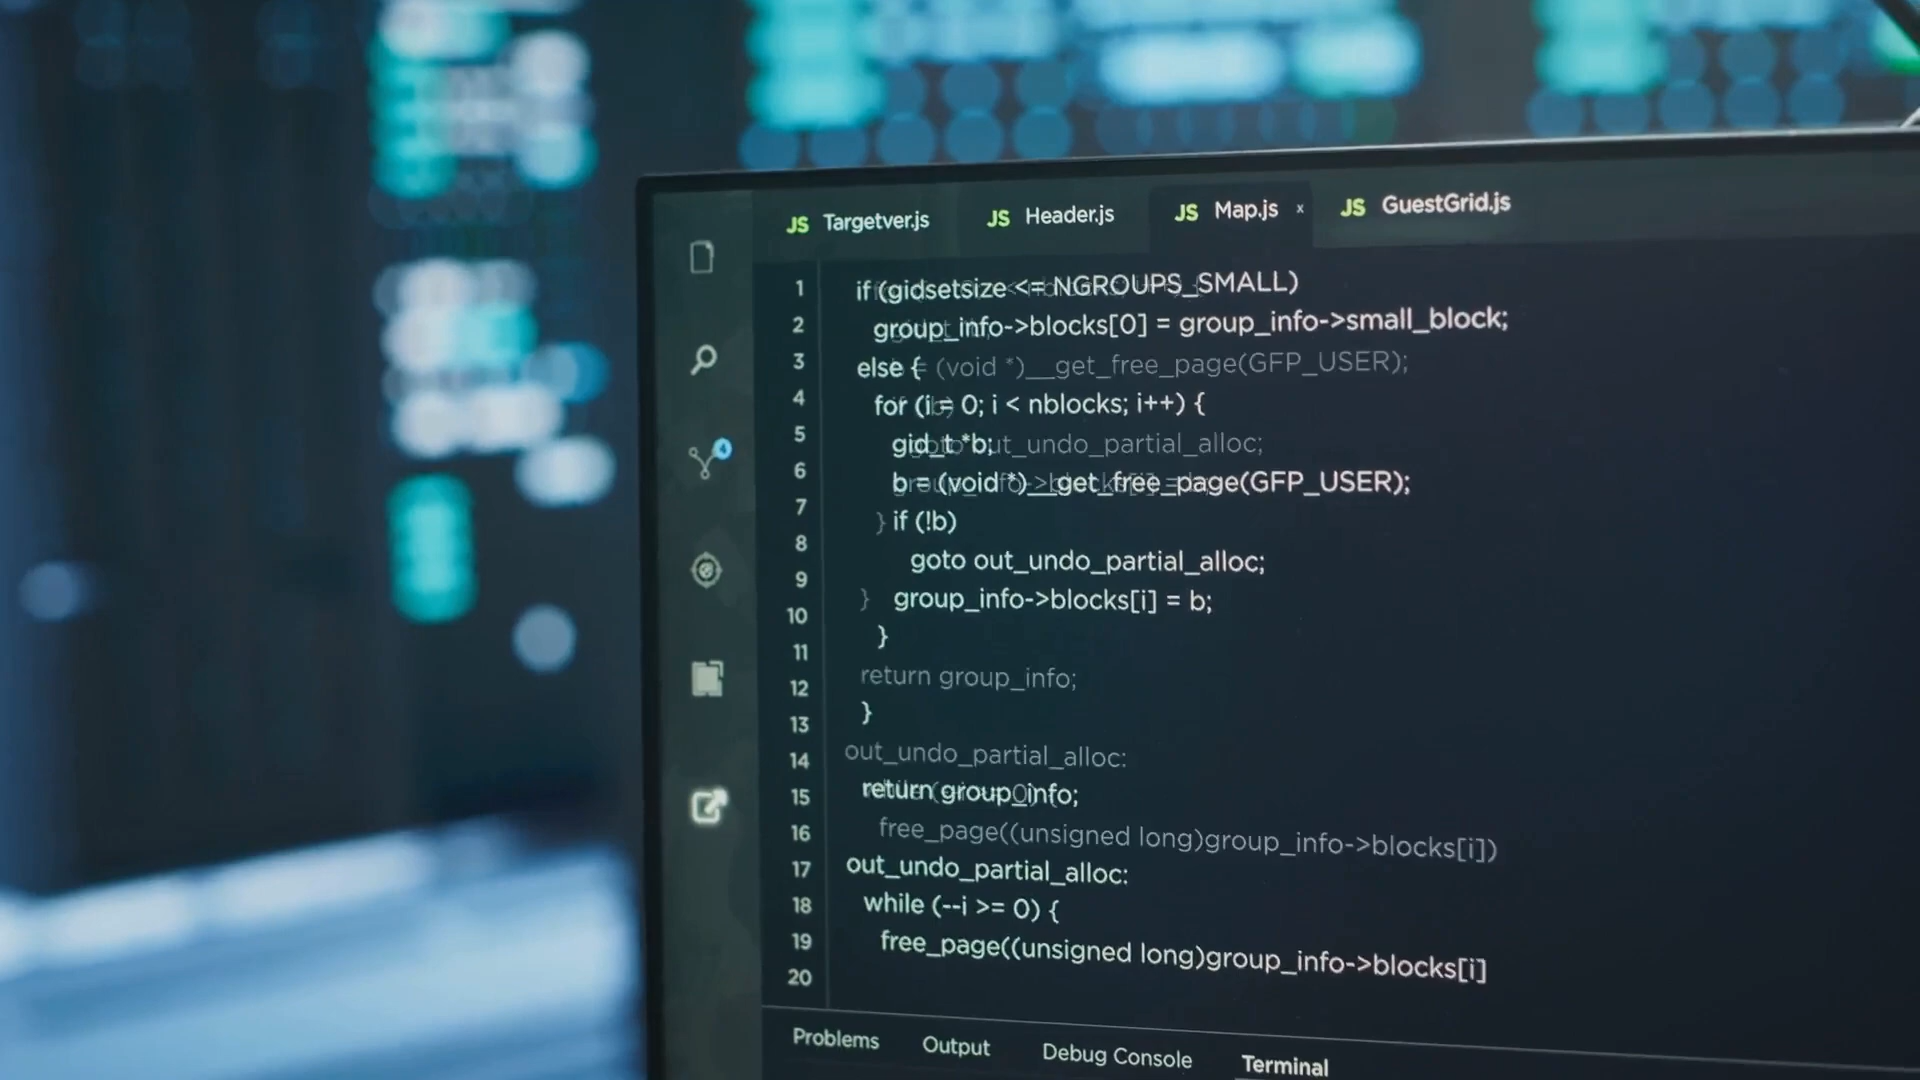 JS Targetver.js JS Header.js JS Map.js x JS GuestGrid.js
4
1 if (gidsetsize <= NGROUPS_SMALL)
2 group_info->blocks[0] = group_info->small_block;
3 else { = (void *)__get_free_page(GFP_USER);
4 for (i = 0; i < nblocks; i++) {
5 gid_t *b; goto out_undo_partial_alloc;
6 b = (void *)__get_free_page(GFP_USER);
7 } if (!b)
8 goto out_undo_partial_alloc;
9 } group_info->blocks[i] = b;
10 }
11 return group_info;
12 }
13 out_undo_partial_alloc:
14 return group_info;
15 free_page((unsigned long)group_info->blocks[i])
16 out_undo_partial_alloc:
17 while (--i >= 0) {
18 free_page((unsigned long)group_info->blocks[i]
19
20
Problems Output Debug Console Terminal